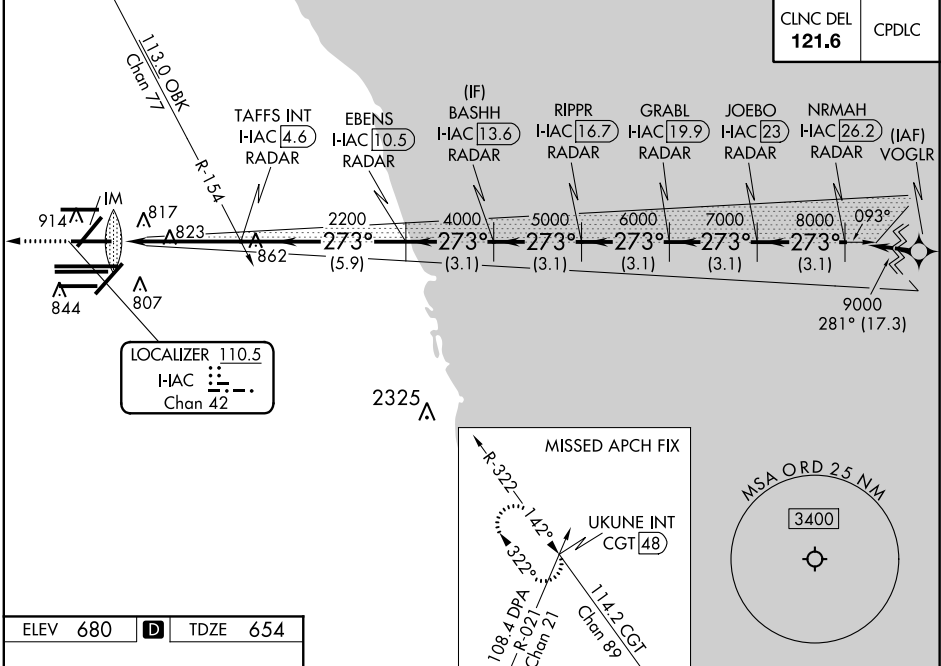 CLNC DEL
121.6
CPDLC
113.0 OBK
Chan 77
R-154
TAFFS INT
I-IAC 4.6
RADAR
EBENS
I-IAC 10.5
RADAR
(IF)
BASHH
I-IAC 13.6
RADAR
RIPPR
I-IAC 16.7
RADAR
GRABL
I-IAC 19.9
RADAR
JOEBO
I-IAC 23
RADAR
NRMAH
I-IAC 26.2
RADAR
(IAF)
VOGLR
IM
914
817
823
862
844
807
2200
4000
5000
6000
7000
8000
093°
273°
273°
273°
273°
273°
273°
(5.9)
(3.1)
(3.1)
(3.1)
(3.1)
(3.1)
9000
281° (17.3)
LOCALIZER 110.5
I-IAC
Chan 42
2325
MISSED APCH FIX
R-322
142°
322°
UKUNE INT
CGT 48
108.4 DPA
R-021
Chan 21
114.2 CGT
Chan 89
MSA ORD 25 NM
3400
ELEV 680 D TDZE 654